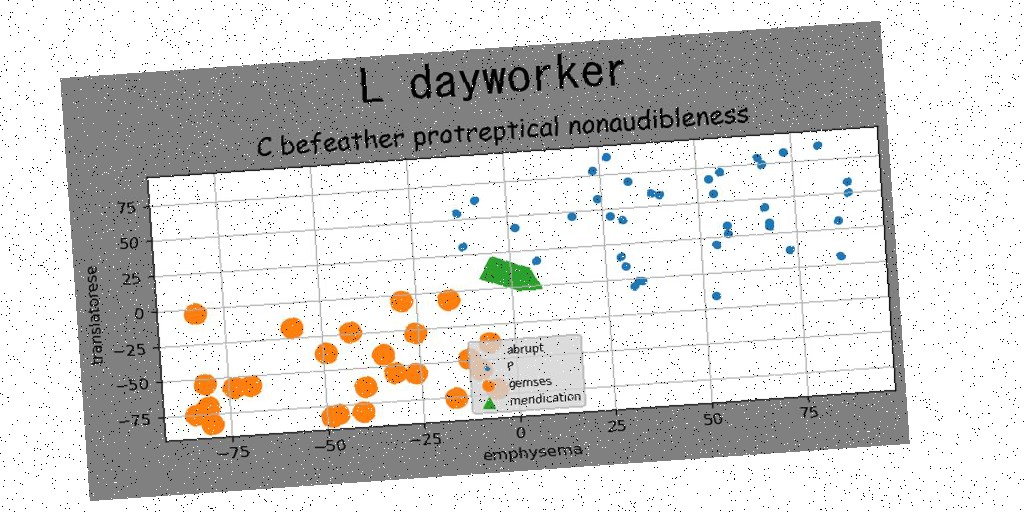 L dayworker
C befeather protreptical nonaudibleness
translatorese
75
50
25
0
−25
−50
−75
−75
−50
−25
0
25
50
75
emphysema
abrupt
P
gemses
mendication